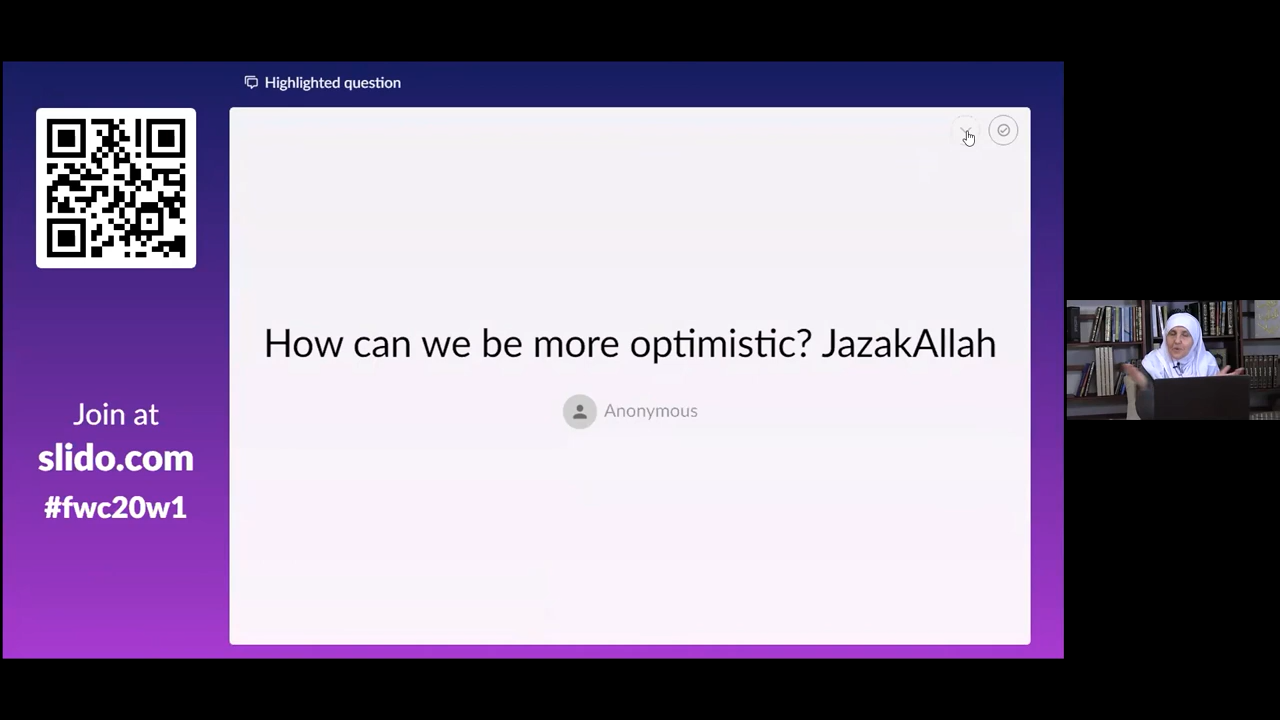 Highlighted question
How can we be more optimistic? JazakAllah
Anonymous
Join at
slido.com
#fwc20w1